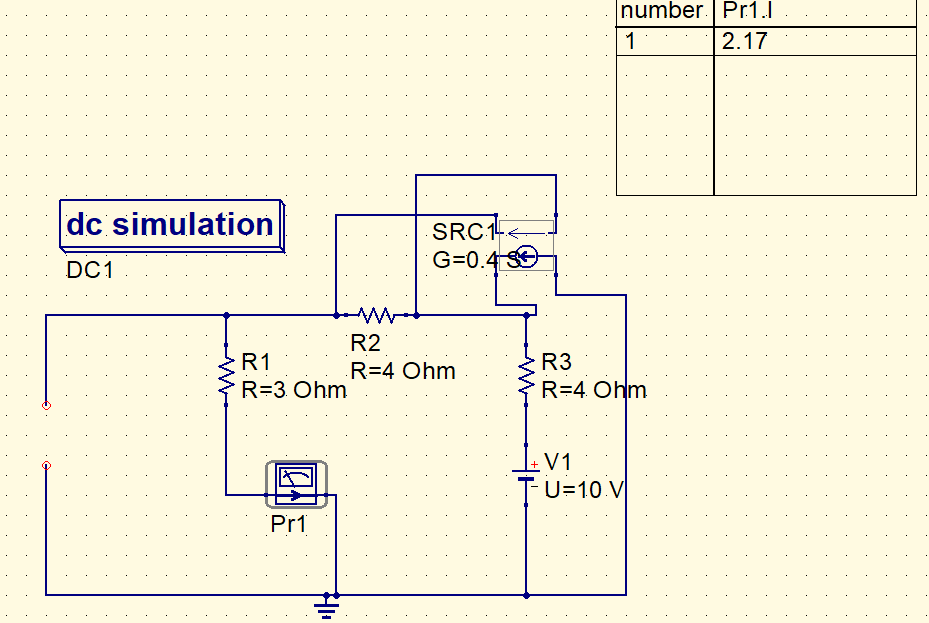 number Pr1.I
1 2.17
dc simulation
DC1
SRC1
G=0.4 S
R2
R=4 Ohm
R1
R=3 Ohm
R3
R=4 Ohm
+ V1
- U=10 V
Pr1